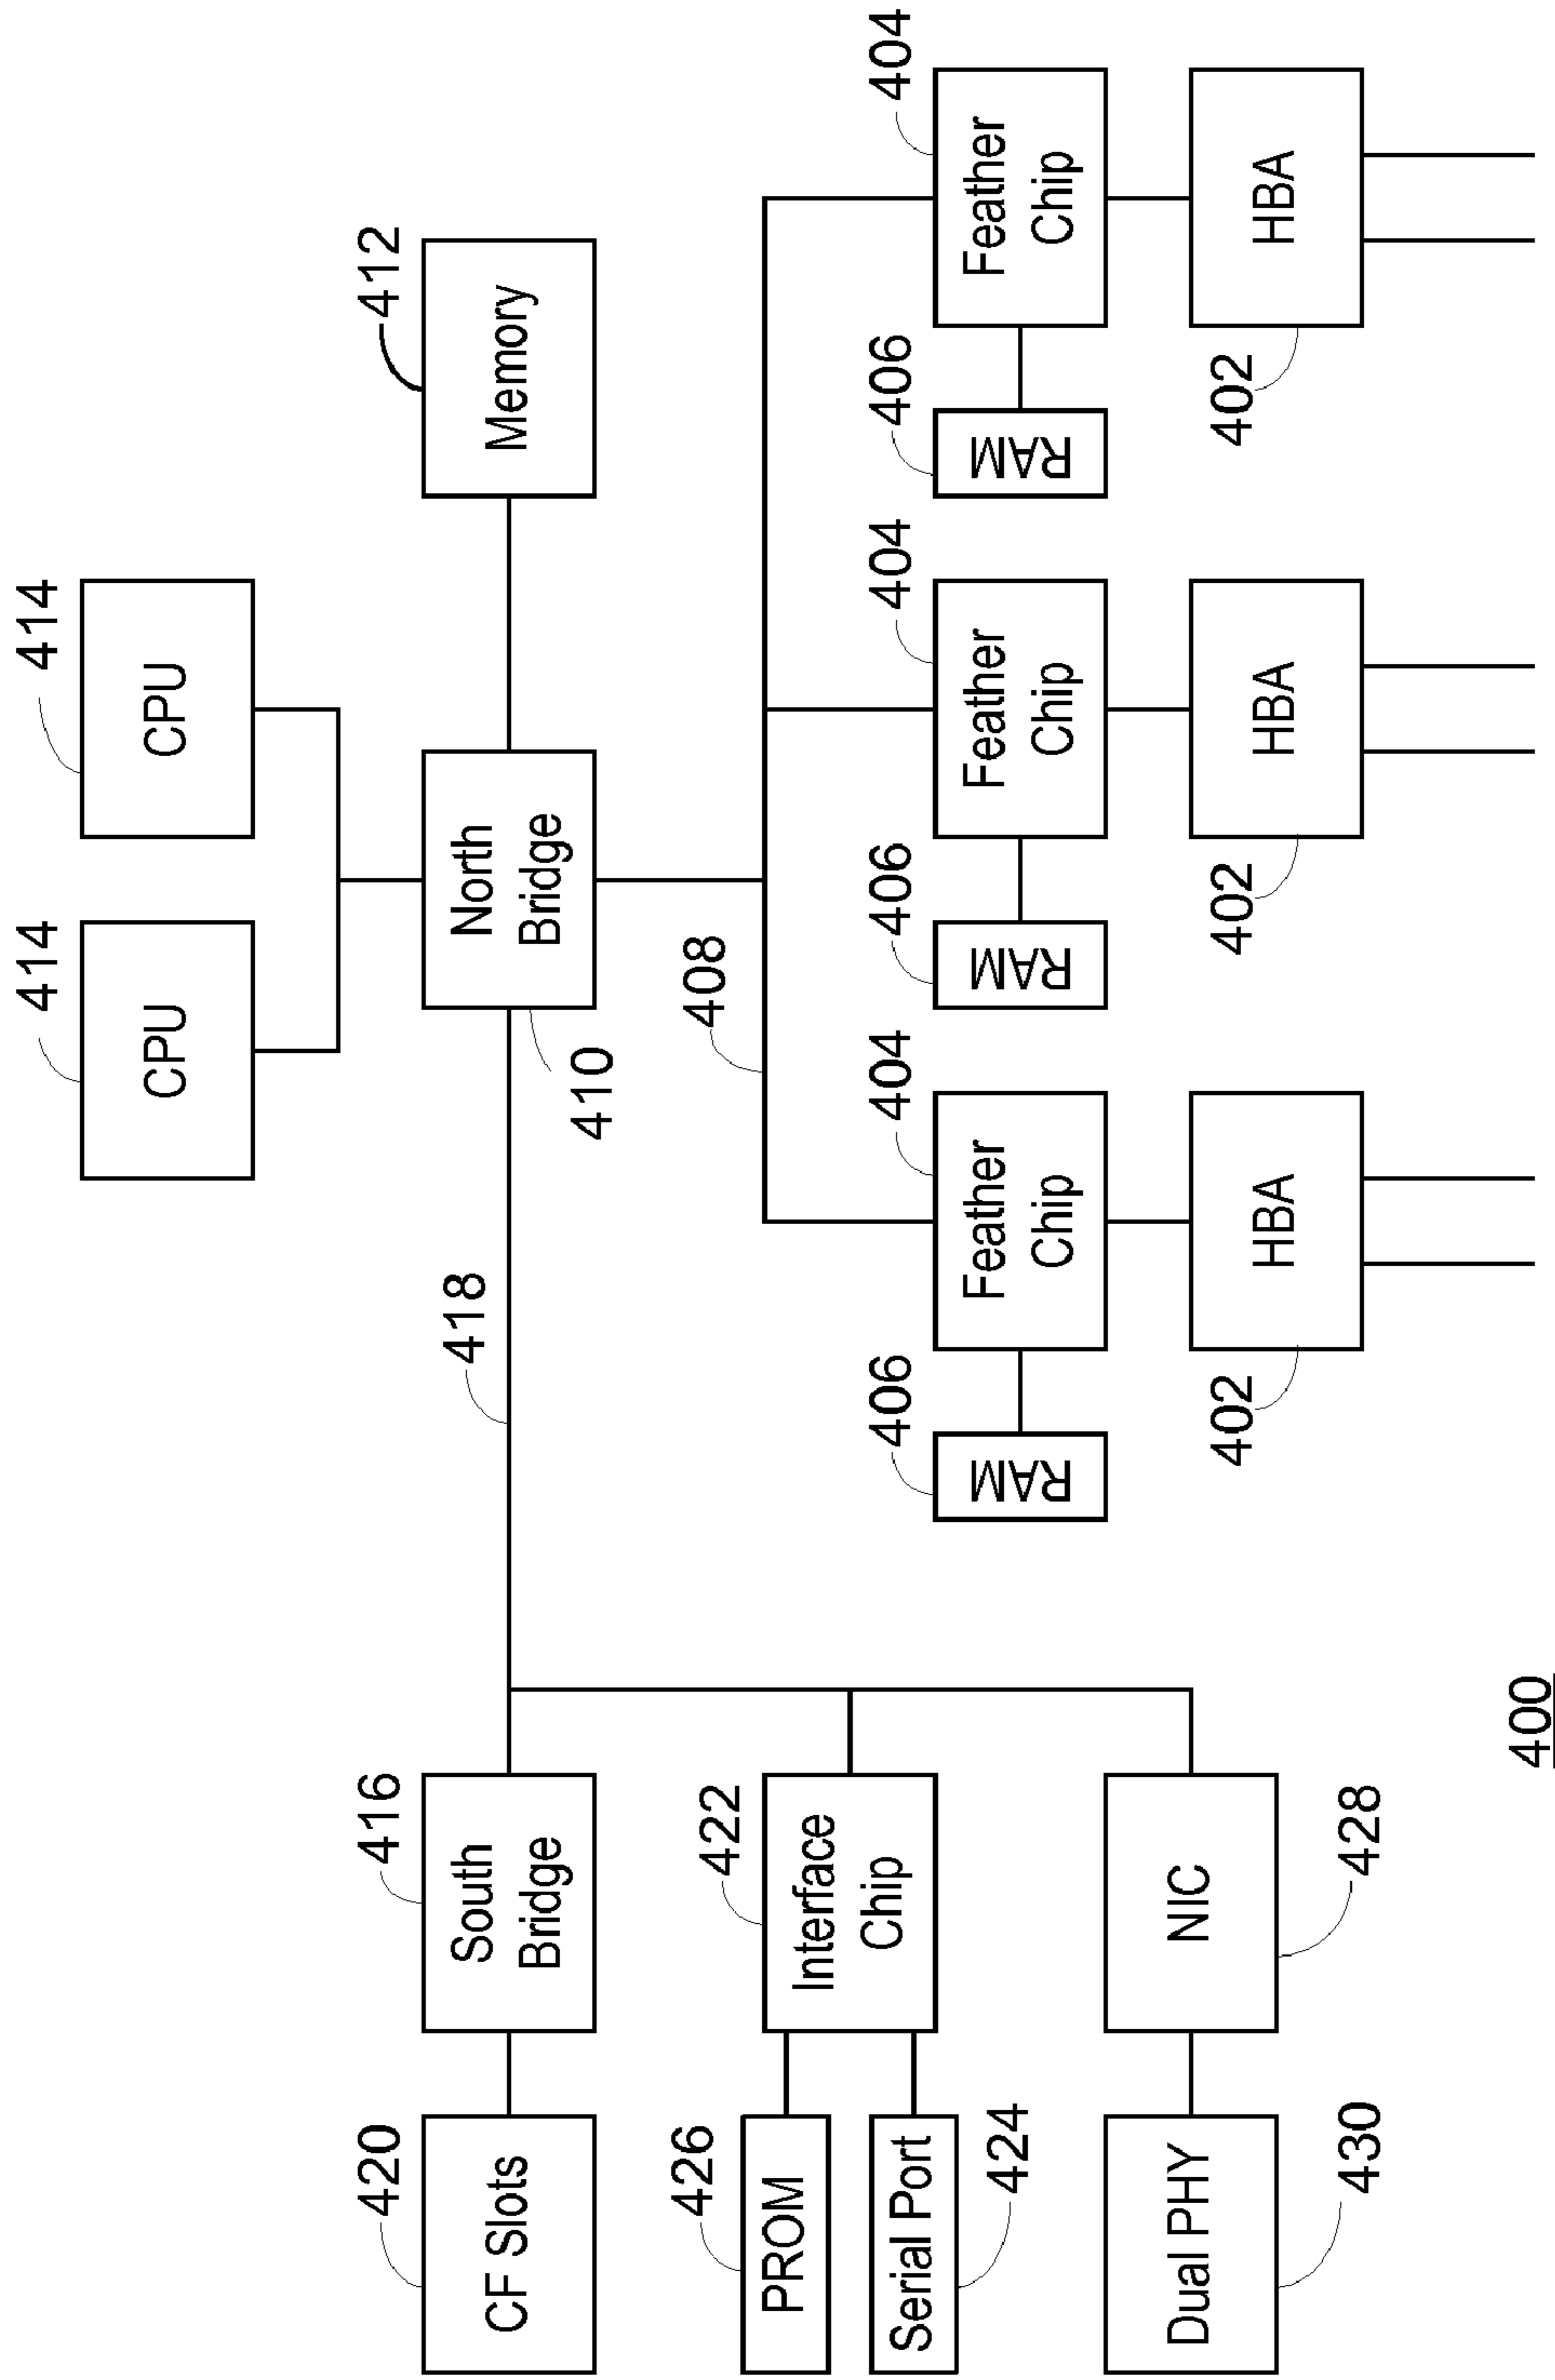 414
414
CPU
CPU
420
416
412
CF Slots
South
Bridge
418
North
Bridge
Memory
410
426
422
408
PROM
Interface
Chip
Serial Port
424
406
404
406
404
406
404
RAM
Feather
Chip
RAM
Feather
Chip
RAM
Feather
Chip
Dual PHY
NIC
430
428
402
HBA
402
HBA
402
HBA
400